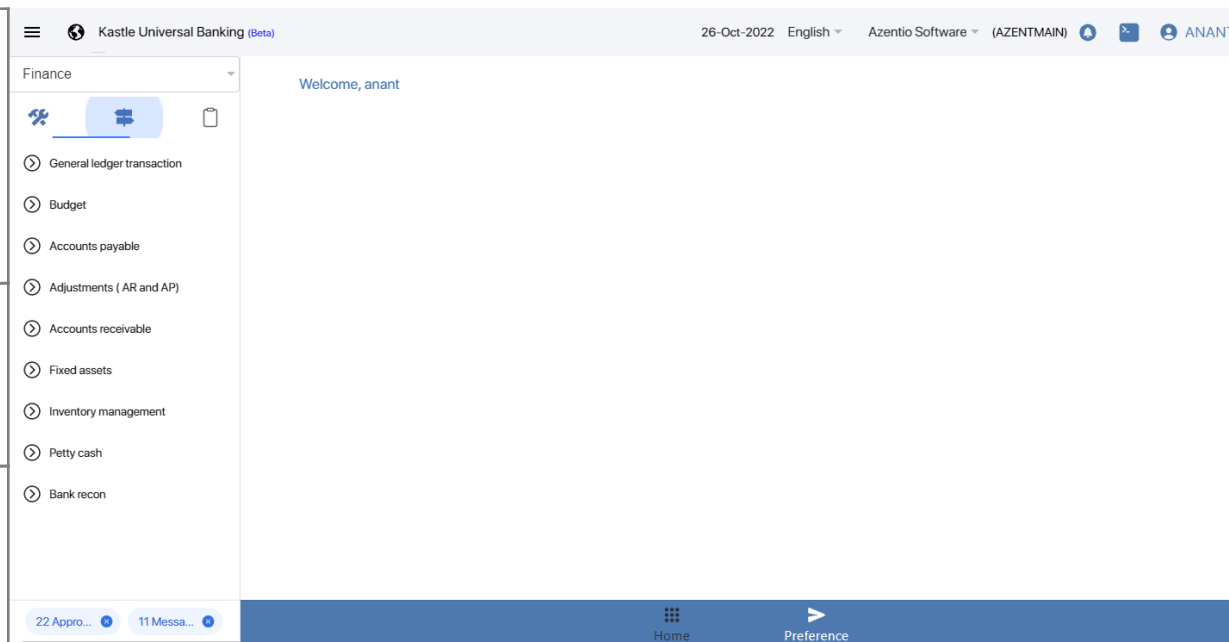 Kastle Universal Banking (Beta)
26-Oct-2022 English Azentio Software (AZENTMAIN) ANANT
Finance
Welcome, anant
General ledger transaction
Budget
Accounts payable
Adjustments ( AR and AP)
Accounts receivable
Fixed assets
Inventory management
Petty cash
Bank recon
22 Appro... 11 Messa...
Home Preference